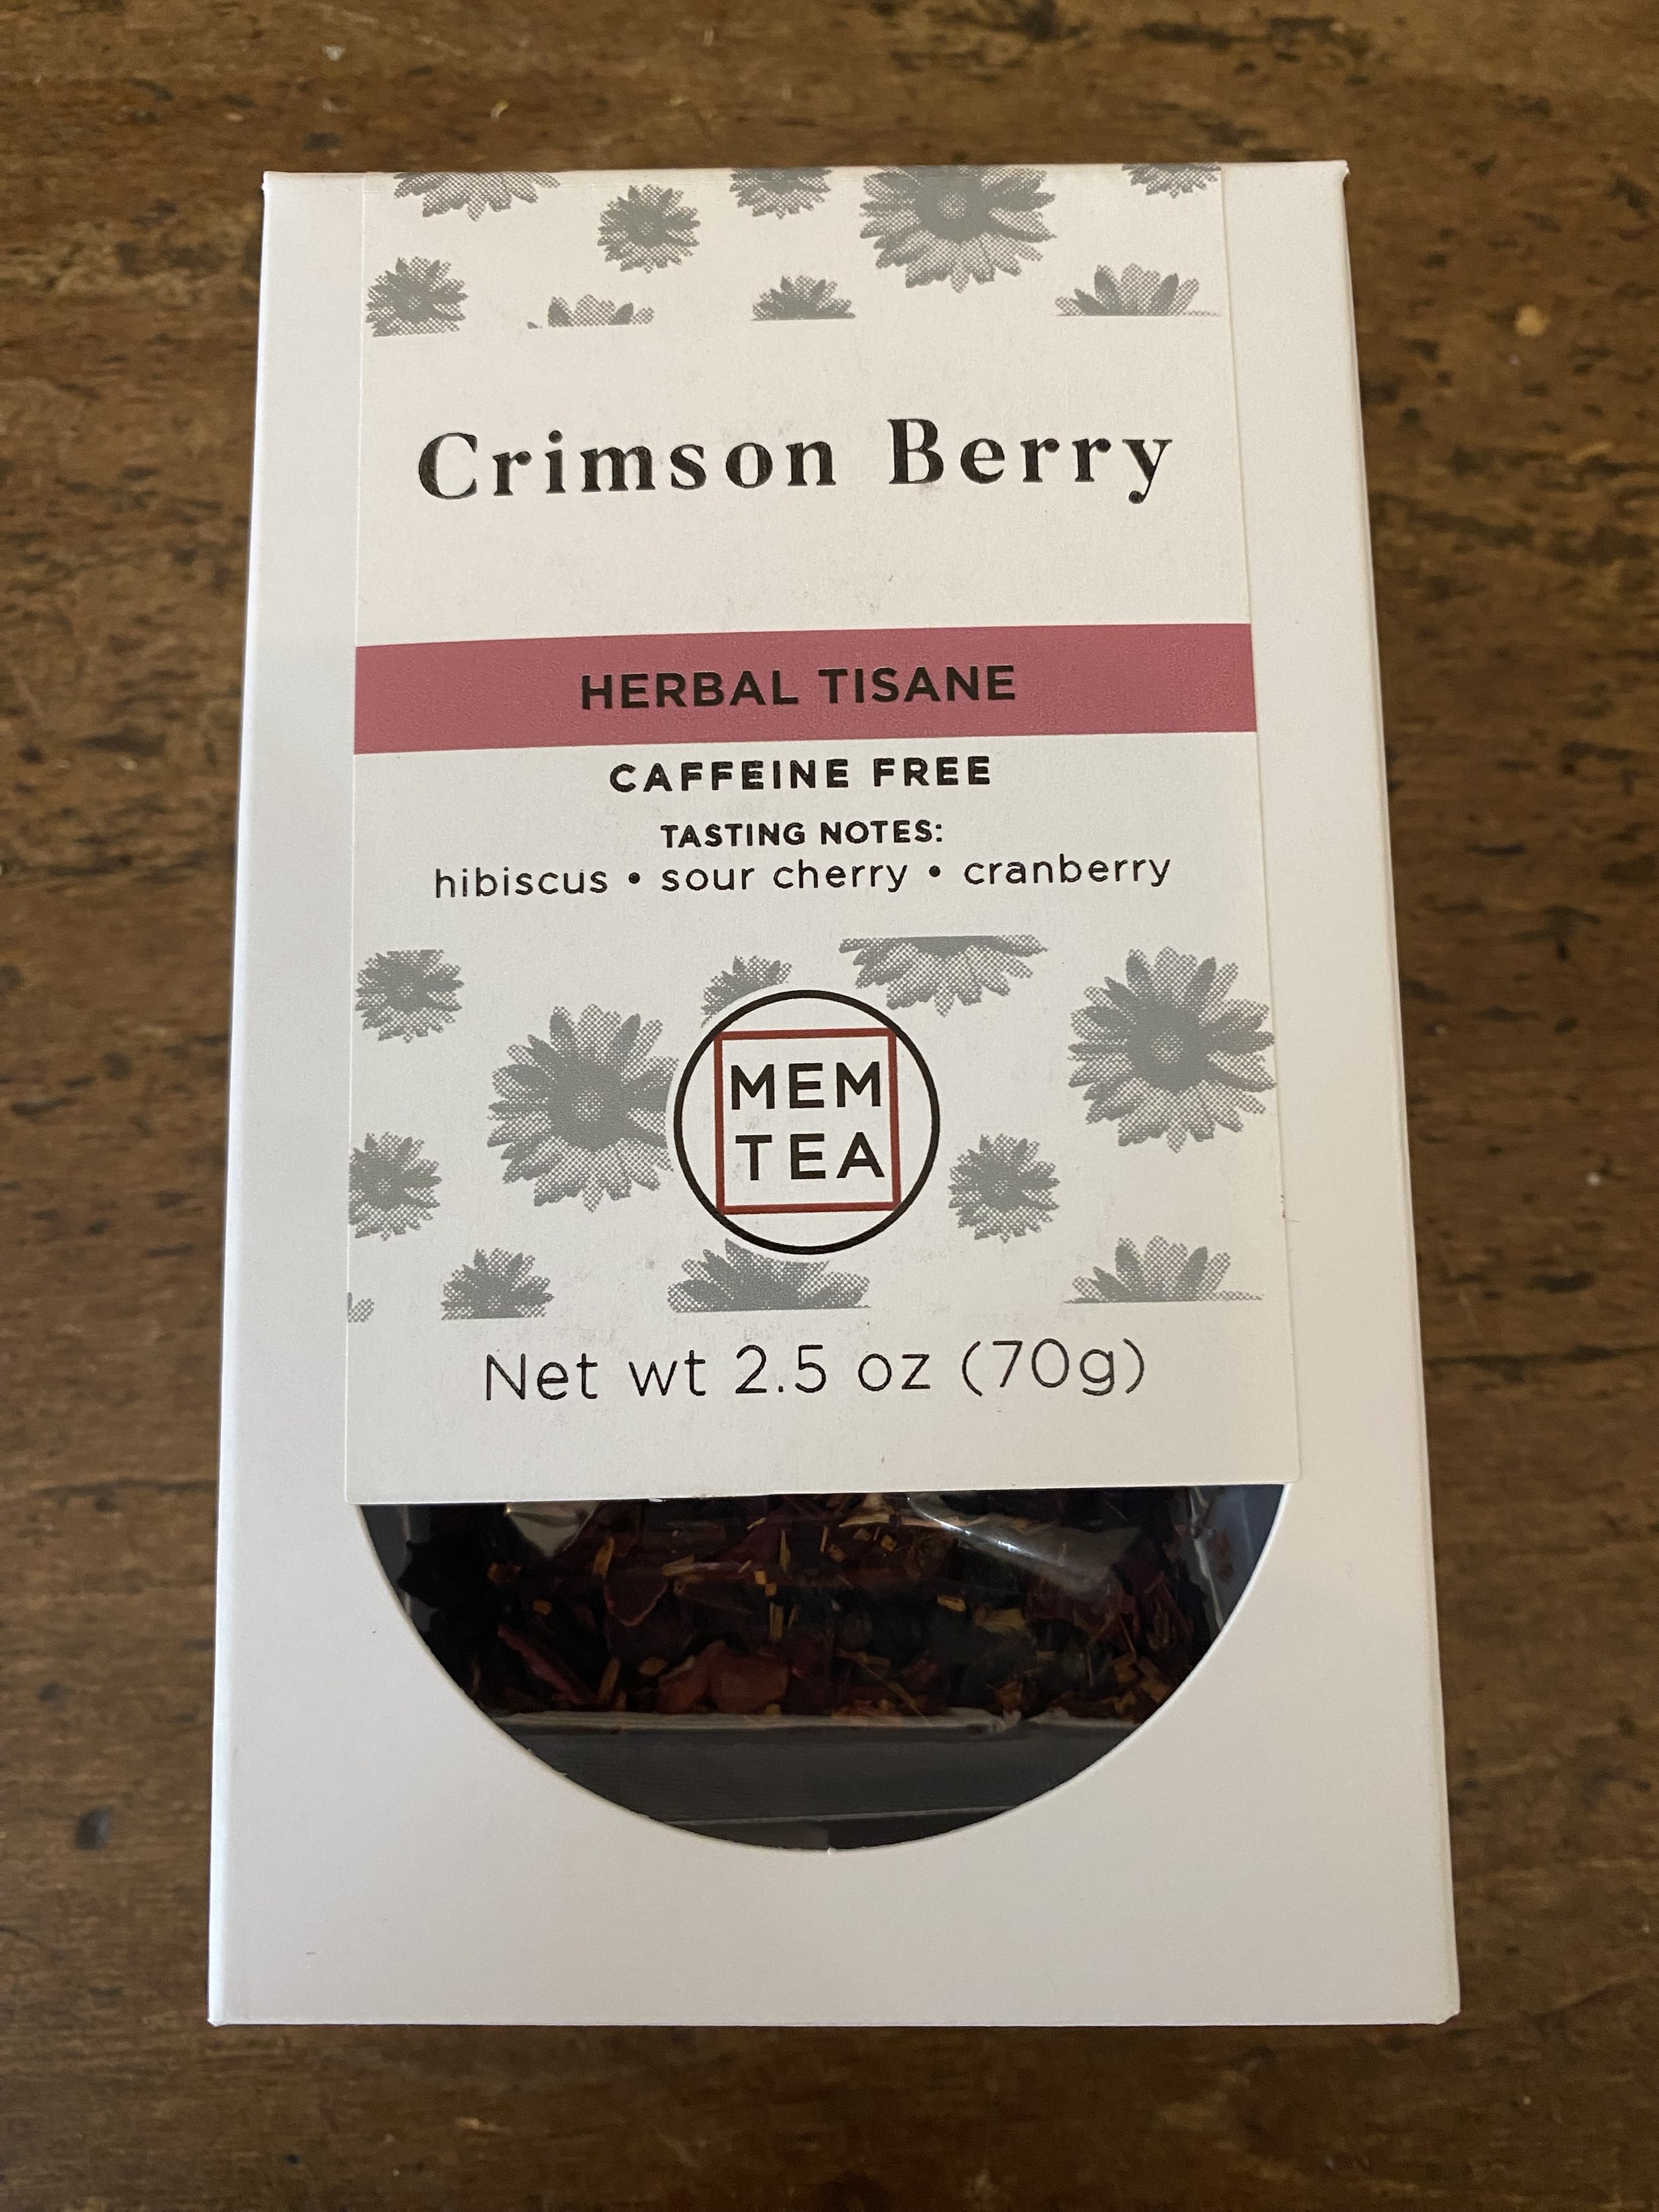 Crimson Berry
HERBAL TISANE
CAFFEINE FREE
TASTING NOTES:
hibiscus • sour cherry • cranberry
MEM
TEA
Net wt 2.5 oz (70g)